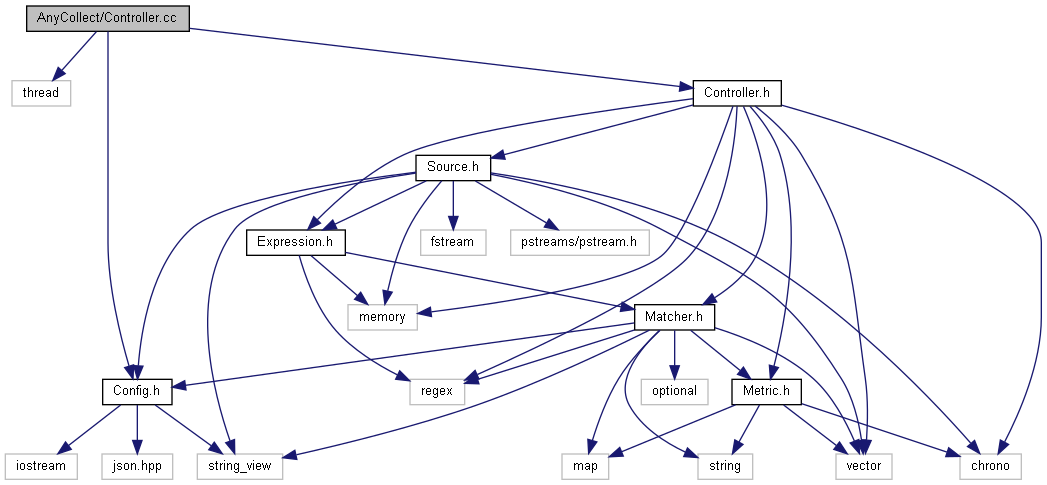 AnyCollect/Controller.cc
thread
Controller.h
Source.h
Expression.h
fstream
pstreams/pstream.h
memory
Matcher.h
Config.h
regex
optional
Metric.h
iostream
json.hpp
string_view
map
string
vector
chrono